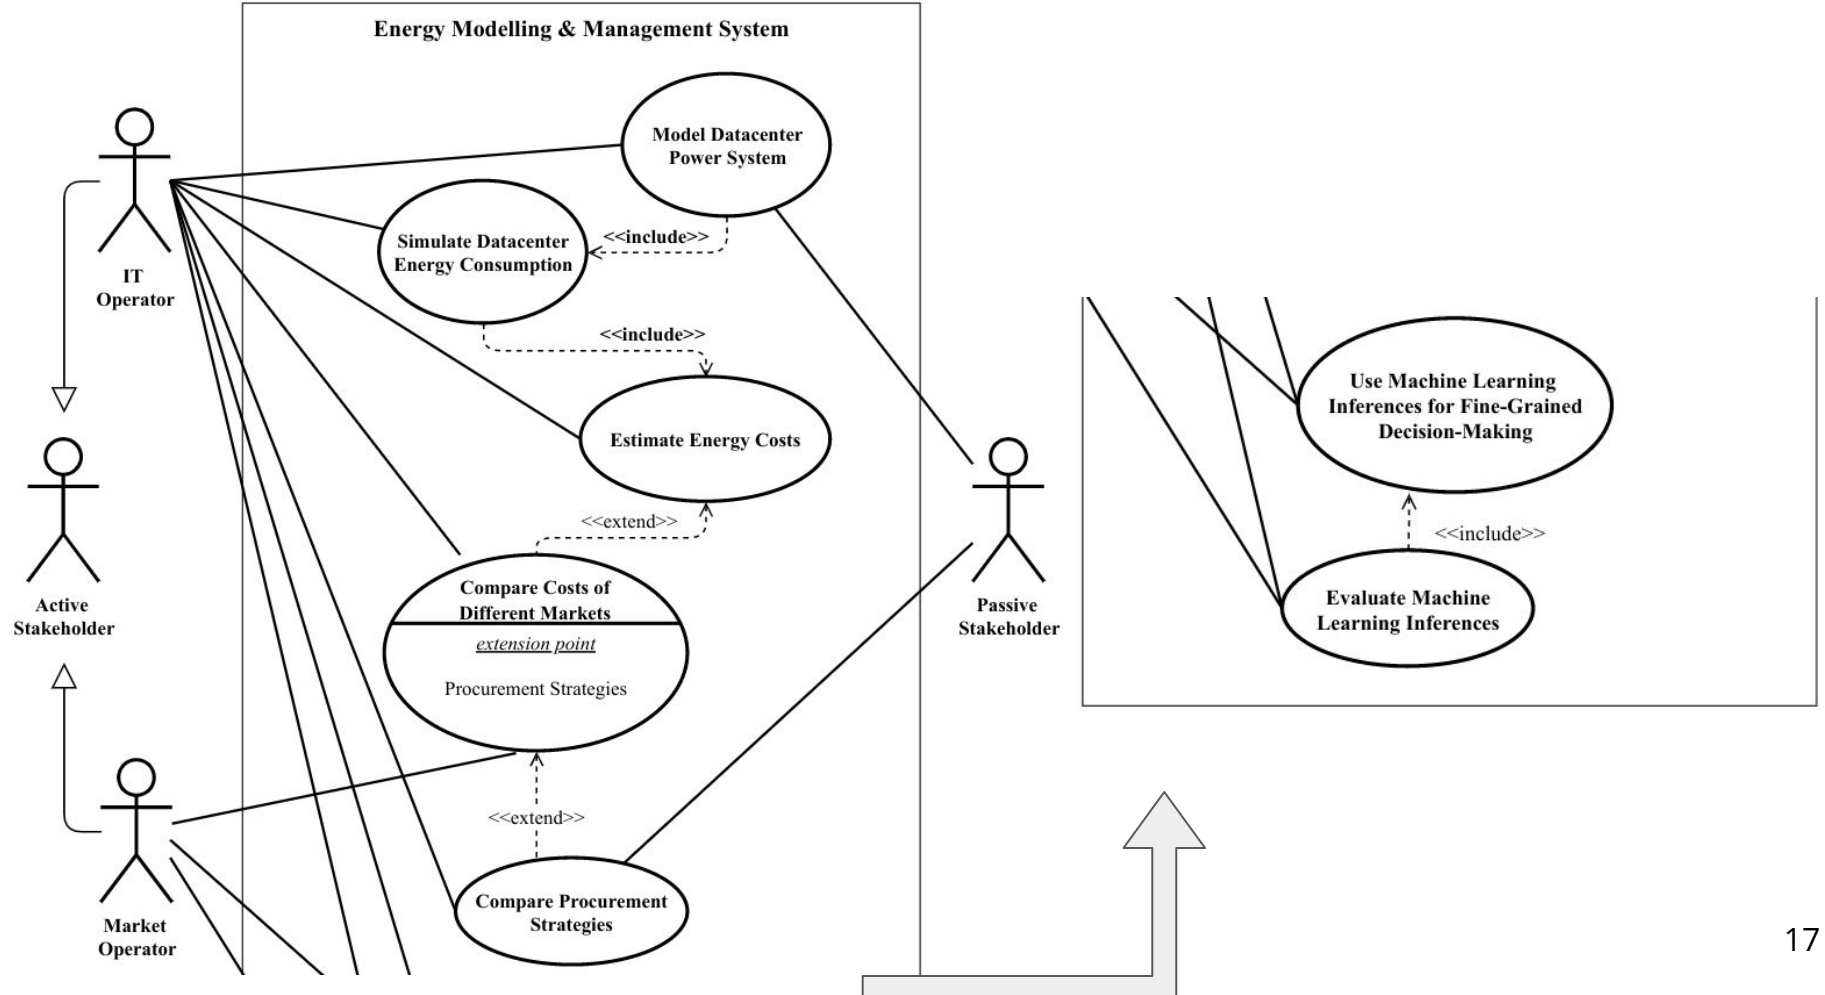 Energy Modelling & Management System
Model Datacenter
Power System
<<include>>
Simulate Datacenter
Energy Consumption
IT
Operator
<<include>>
Estimate Energy Costs
<<extend>>
Compare Costs of
Different Markets
extension point
Procurement Strategies
Active
Stakeholder
<<extend>>
Compare Procurement
Strategies
Market
Operator
Passive
Stakeholder
Use Machine Learning
Inferences for Fine-Grained
Decision-Making
<<include>>
Evaluate Machine
Learning Inferences
17